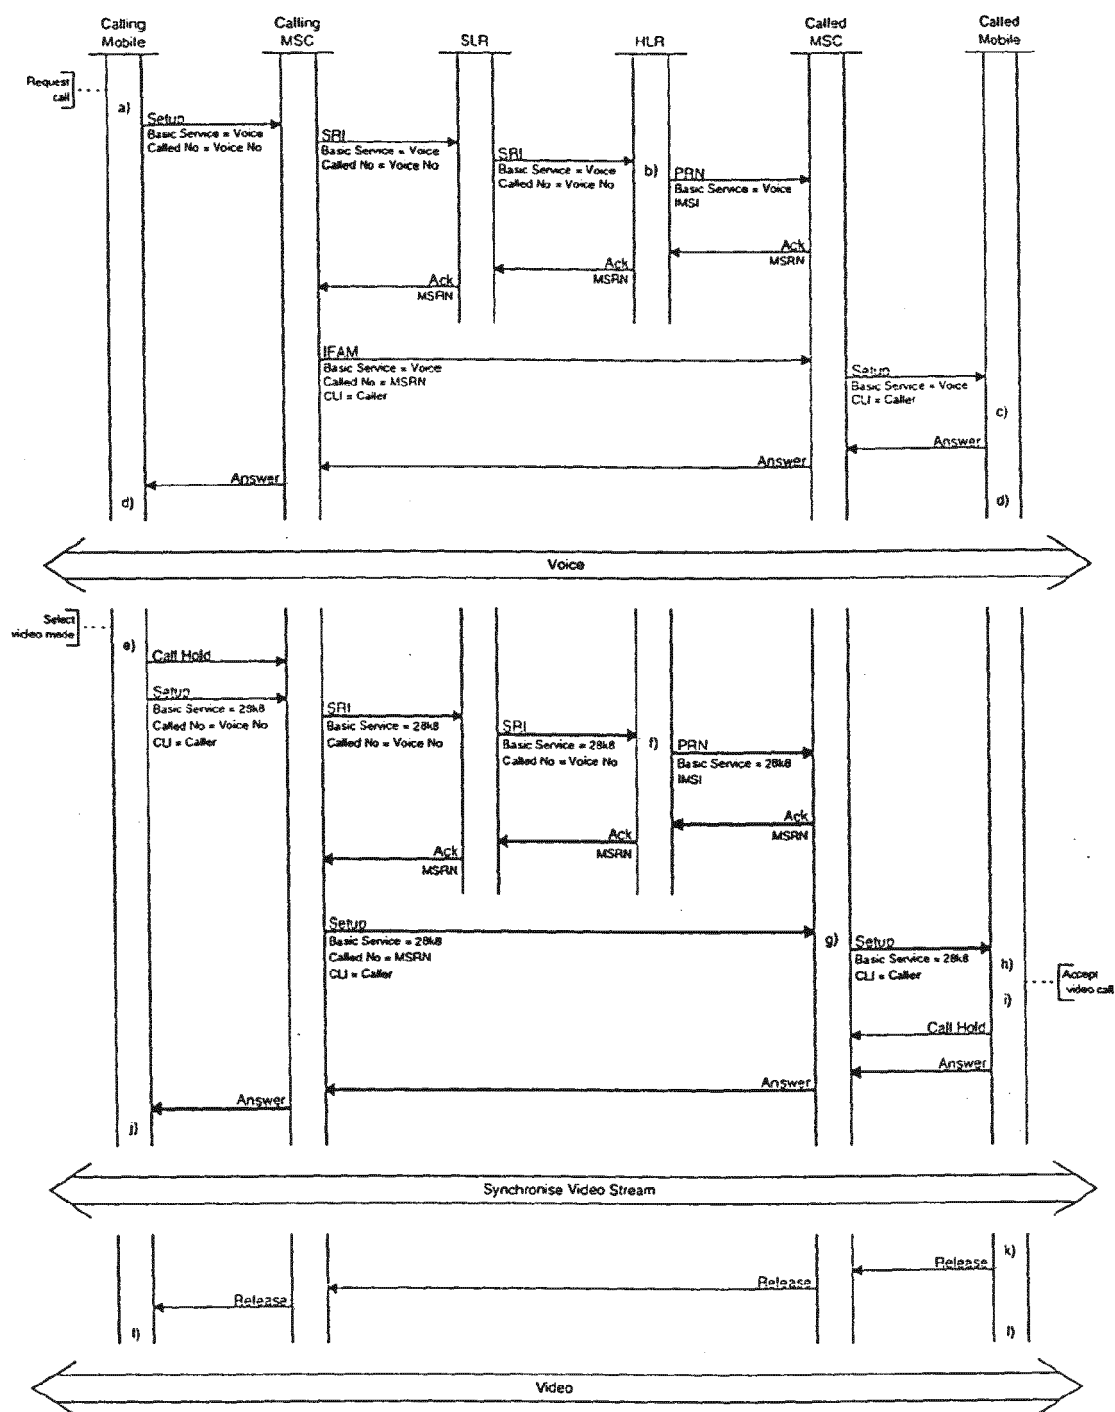 Calling Mobile
Calling MSC
SLR
HLR
Called MSC
Called Mobile
Request call
a)
Setup
Basic Service = Voice
Called No = Voice No
SRI
Basic Service = Voice
Called No = Voice No
SRI
Basic Service = Voice
Called No = Voice No
b)
PRN
Basic Service = Voice
IMSI
Ack
MSRN
Ack
MSRN
Ack
MSRN
IFAM
Basic Service = Voice
Called No = MSRN
CLI = Caller
Setup
Basic Service = Voice
CLI = Caller
c)
Answer
Answer
Answer
d)
d)
Voice
Select video mode
e)
Call Hold
Setup
Basic Service = 28k8
Called No = Voice No
CLI = Caller
SRI
Basic Service = 28k8
Called No = Voice No
SRI
Basic Service = 28k8
Called No = Voice No
f)
PRN
Basic Service = 28k8
IMSI
Ack
MSRN
Ack
MSRN
Ack
MSRN
Setup
Basic Service = 28k8
Called No = MSRN
CLI = Caller
g)
Setup
Basic Service = 28k8
CLI = Caller
h)
Accept video call
i)
Call Hold
Answer
Answer
Answer
j)
Synchronise Video Stream
k)
Release
Release
Release
l)
l)
Video